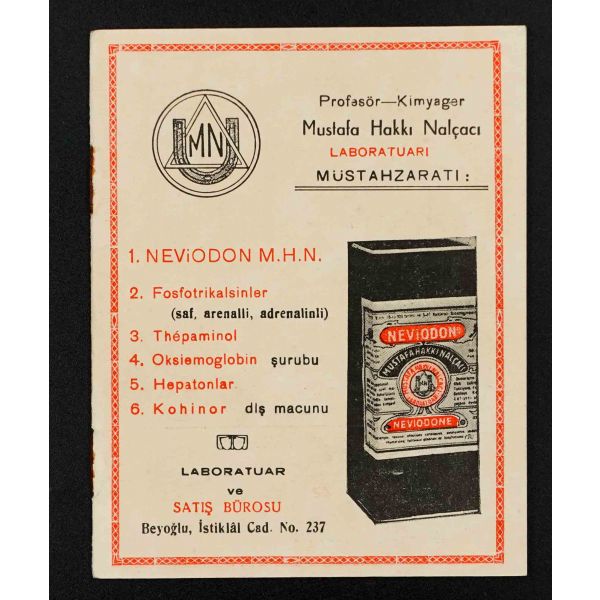 MNU
Profesör—Kimyager
Mustafa Hakkı Nalçacı
LABORATUARI
MÜSTAHZARATI :
1. NEViODON M.H.N.
2. Fosfotrikalsinler
(saf, arenalli, adrenalinli)
3. Thépaminol
4. Oksiemoglobin şurubu
5. Hepatonlar
6. Kohinor diş macunu
NEViODON
MUSTAFA HAKKI NALÇACI
NEVIODONE
LABORATUAR
ve
SATIŞ BÜROSU
Beyoğlu, İstiklâl Cad. No. 237